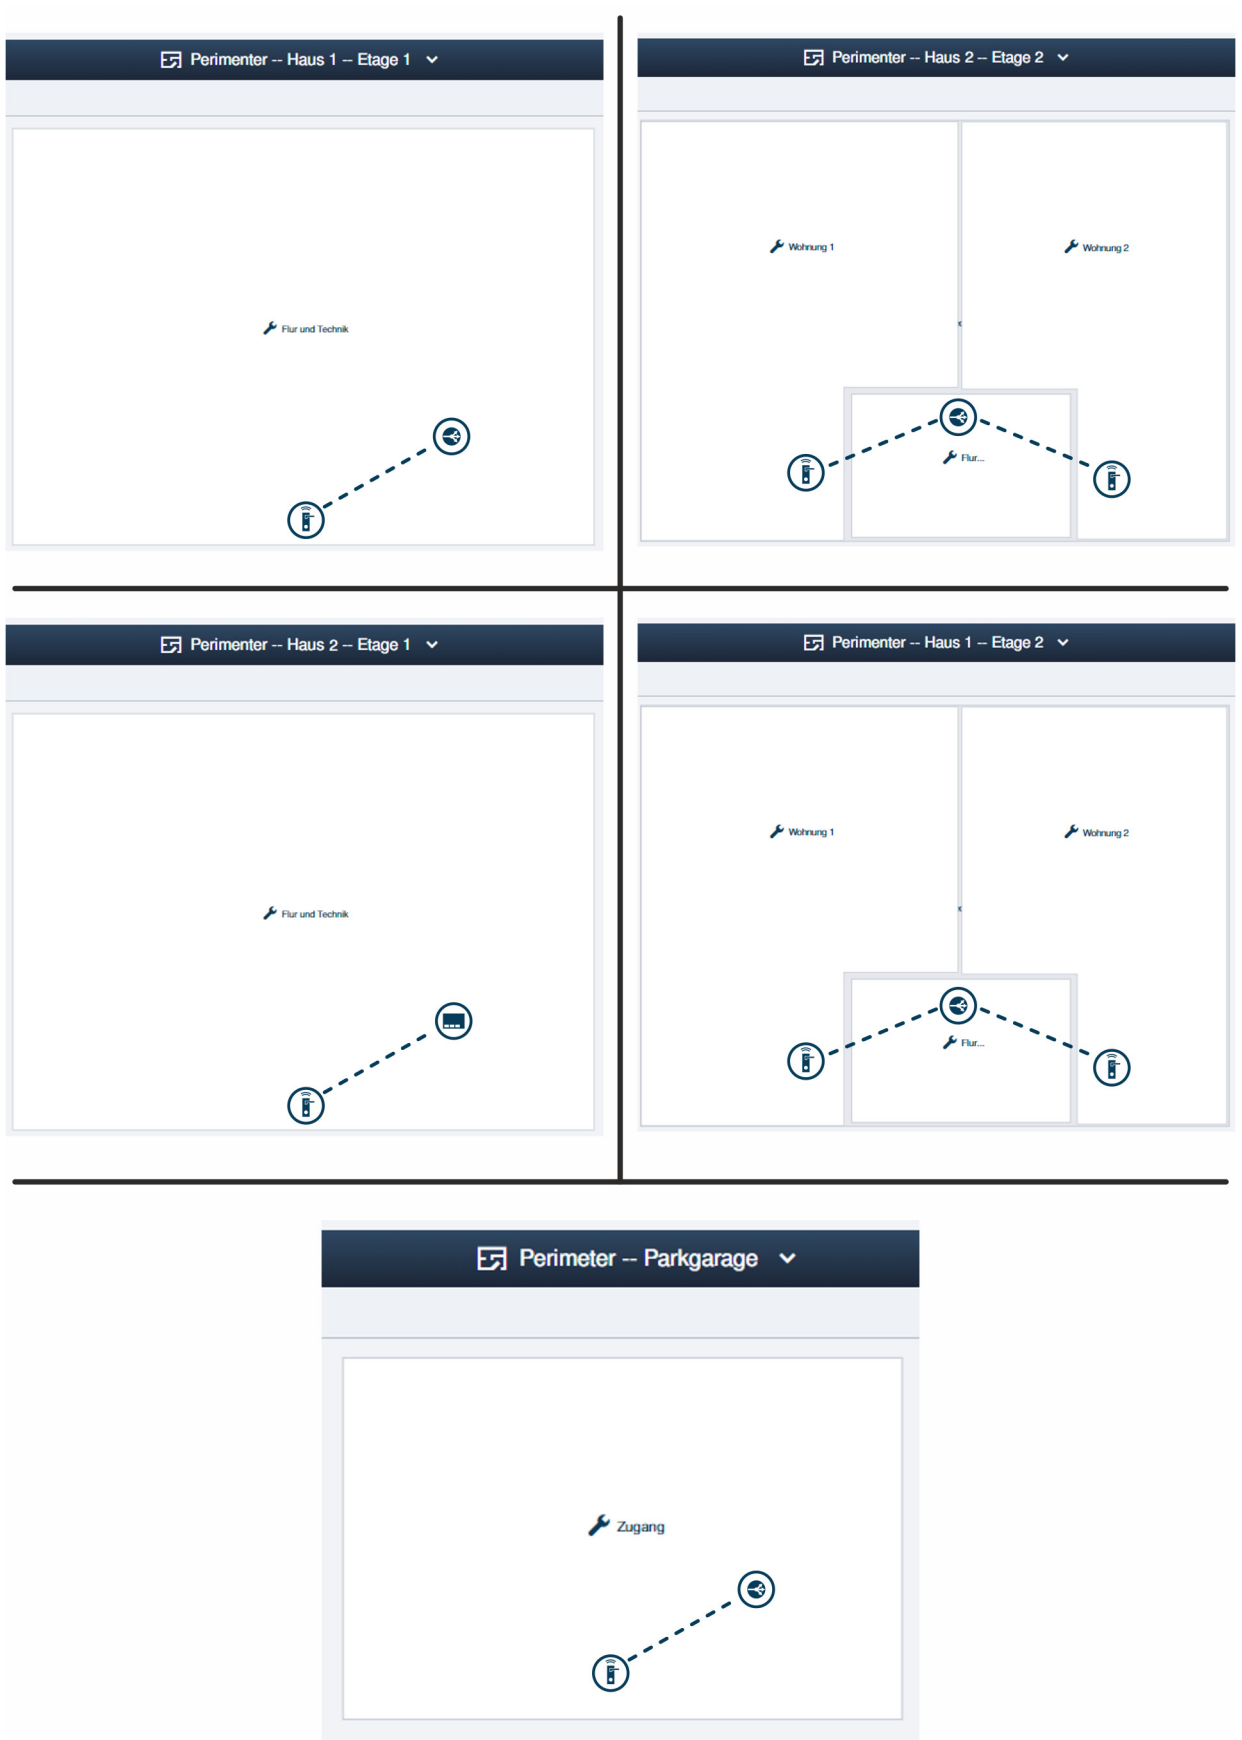 Perimenter -- Haus 1 -- Etage 1
Flur und Technik
Perimenter -- Haus 2 -- Etage 2
Wohnung 1
Wohnung 2
Flur...
Perimenter -- Haus 2 -- Etage 1
Flur und Technik
Perimenter -- Haus 1 -- Etage 2
Wohnung 1
Wohnung 2
Flur...
Perimeter -- Parkgarage
Zugang